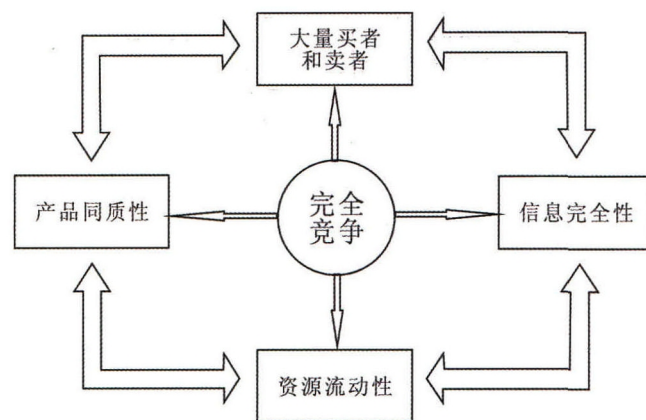 大量买者
和卖者
产品同质性
完全
竞争
信息完全性
资源流动性